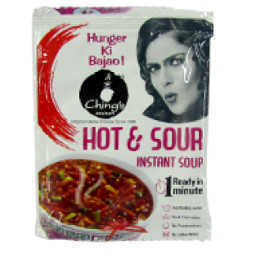 Hunger
Ki
Bajao!
Ching's
SECRET
HOT & SOUR
INSTANT SOUP
1 Ready in
minute